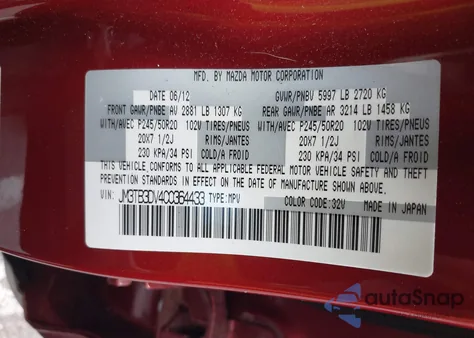 MFD. BY MAZDA MOTOR CORPORATION
DATE 06/12 GVWR/PNBV 5997 LB 2720 KG
FRONT GAWR/PNBE AV 2881 LB 1307 KG REAR GAWR/PNBE AR 3214 LB 1458 KG
WITH/AVEC P245/50R20 102V TIRES/PNEUS WITH/AVEC P245/50R20 102V TIRES/PNEUS
20X7 1/2J RIMS/JANTES 20X7 1/2J RIMS/JANTES
230 KPA/34 PSI COLD/A FROID 230 KPA/34 PSI COLD/A FROID
THIS VEHICLE CONFORMS TO ALL APPLICABLE FEDERAL MOTOR VEHICLE SAFETY AND THEFT
PREVENTION STANDARDS IN EFFECT ON THE DATE OF MANUFACTURE SHOWN ABOVE.
VIN: JM3TB3DV4C0364433 TYPE:MPV
COLOR CODE:32V MADE IN JAPAN
autoSnap